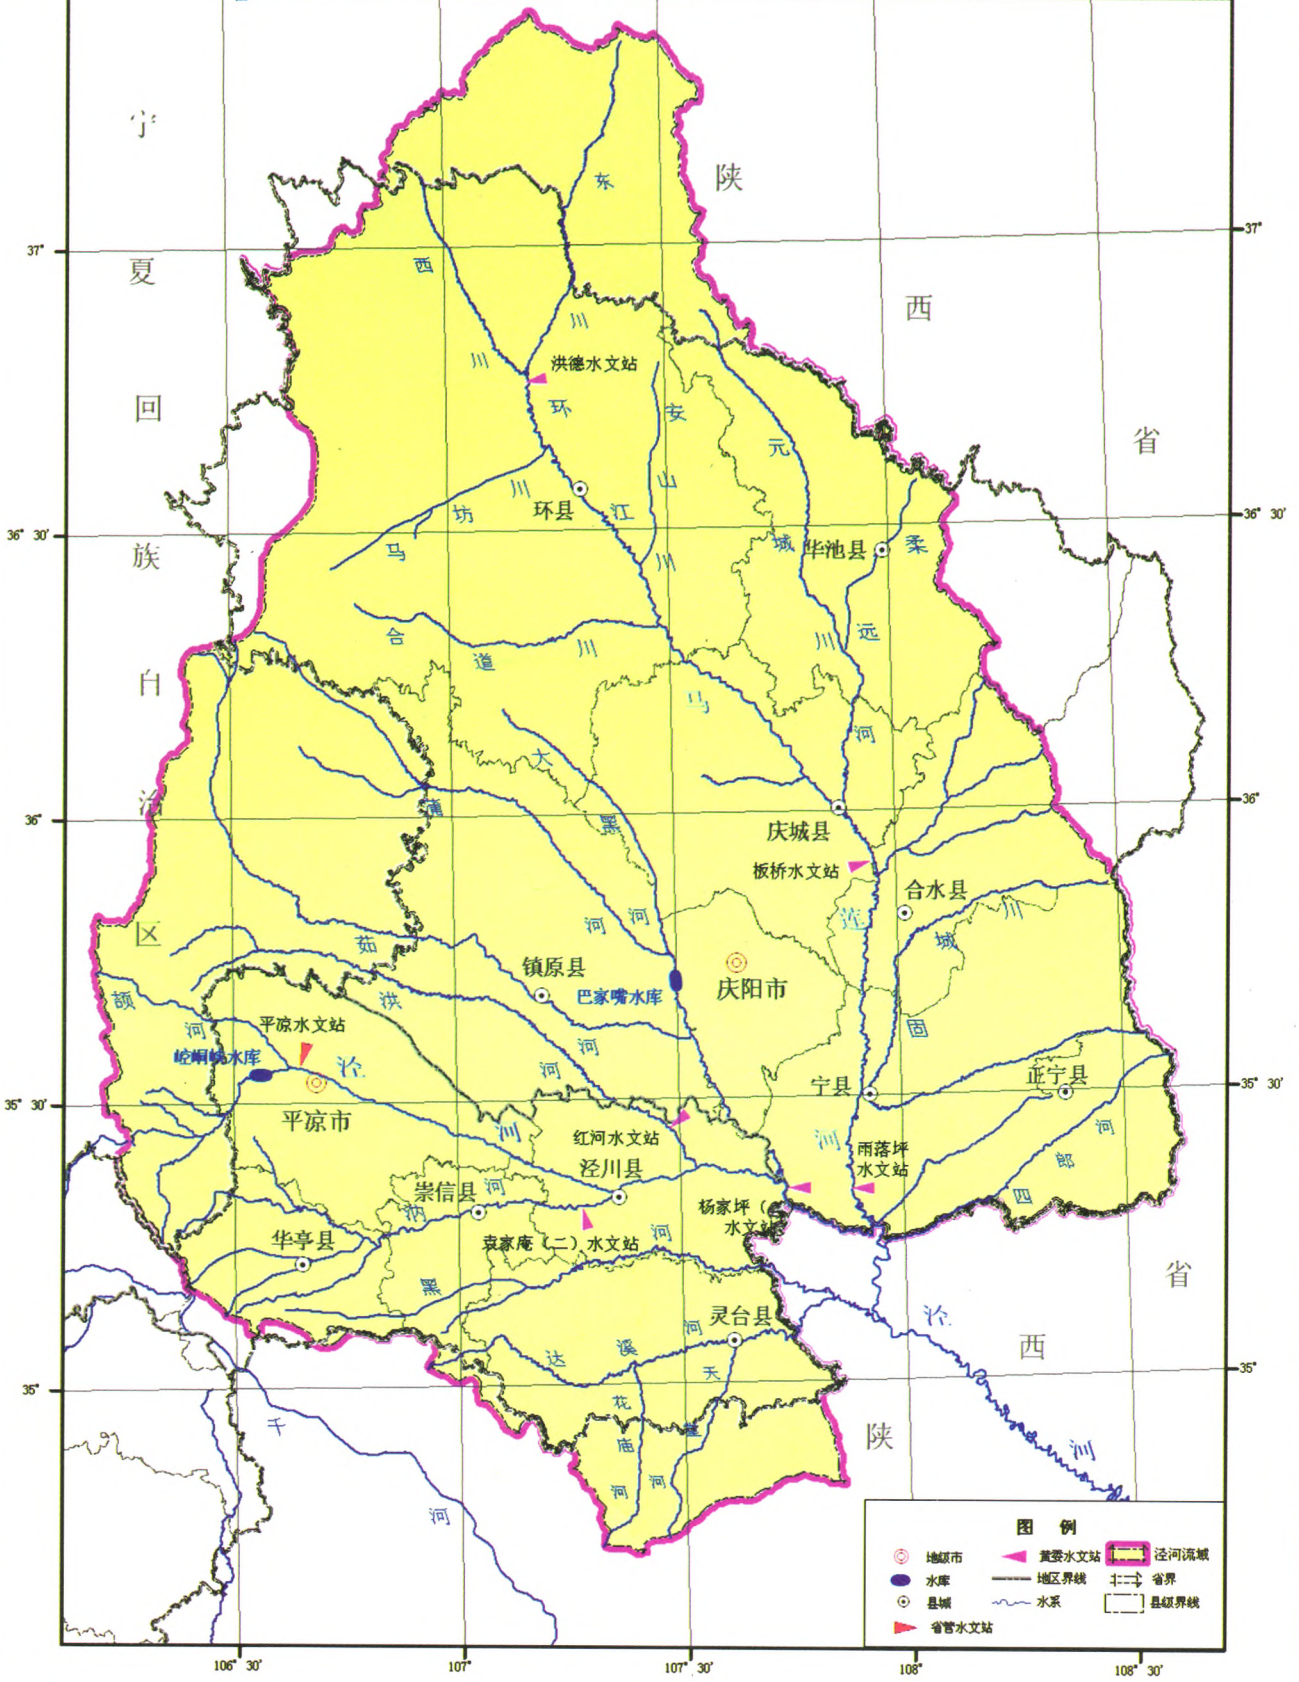 宁
夏
回
族
自
治
区
陕
西
省
东
川
西
川
洪德水文站
环
江
安
山
川
元
城
川
马
坊
川
环县
华池县
柔
远
河
合
道
川
马
莲
河
大
黑
河
蒲
河
庆城县
板桥水文站
合水县
城
川
固
茹
河
镇原县
巴家嘴水库
庆阳市
颉
河
洪
河
平凉水文站
崆峒峡水库
泾
河
平凉市
宁县
正宁县
红河水文站
泾川县
雨落坪
水文站
河
郎
四
崇信县
汭
河
杨家坪（二
水文站
袁家庵（二）水文站
华亭县
黑
河
灵台县
达
溪
河
天
堂
河
花
庙
河
千
河
泾
河
省
西
陕
37°
36° 30′
36°
35° 30′
35°
37°
36° 30′
36°
35° 30′
35°
106° 30′
107°
107° 30′
108°
108° 30′
图 例
地级市
黄委水文站
泾河流域
水库
地区界线
省界
县城
水系
县级界线
省管水文站